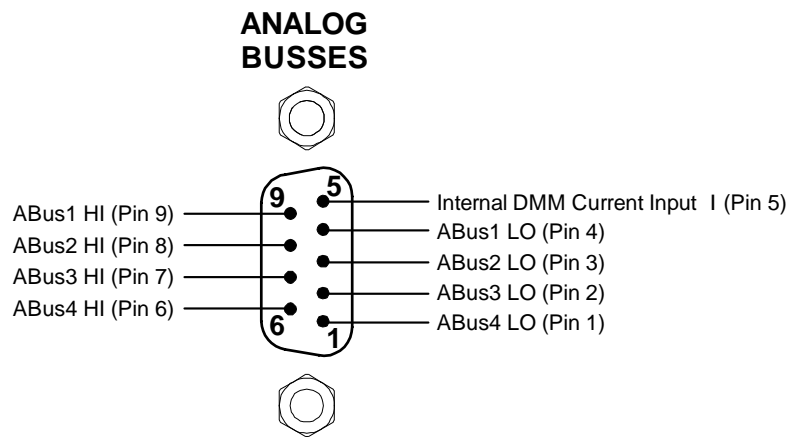 ANALOG
BUSSES
9
5
6
1
ABus1 HI (Pin 9)
ABus2 HI (Pin 8)
ABus3 HI (Pin 7)
ABus4 HI (Pin 6)
Internal DMM Current Input I (Pin 5)
ABus1 LO (Pin 4)
ABus2 LO (Pin 3)
ABus3 LO (Pin 2)
ABus4 LO (Pin 1)